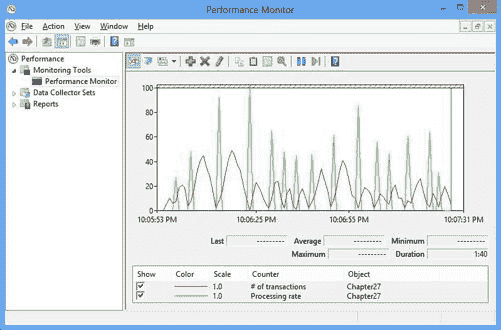 Performance Monitor
File Action View Window Help
Performance
Monitoring Tools
Performance Monitor
Data Collector Sets
Reports
100
80
60
40
20
0
10:05:53 PM 10:06:25 PM 10:06:55 PM 10:07:31 PM
Last --------- Average --------- Minimum ---------
Maximum --------- Duration 1:40
Show Color Scale Counter Object
1.0 # of transactions Chapter27
1.0 Processing rate Chapter27